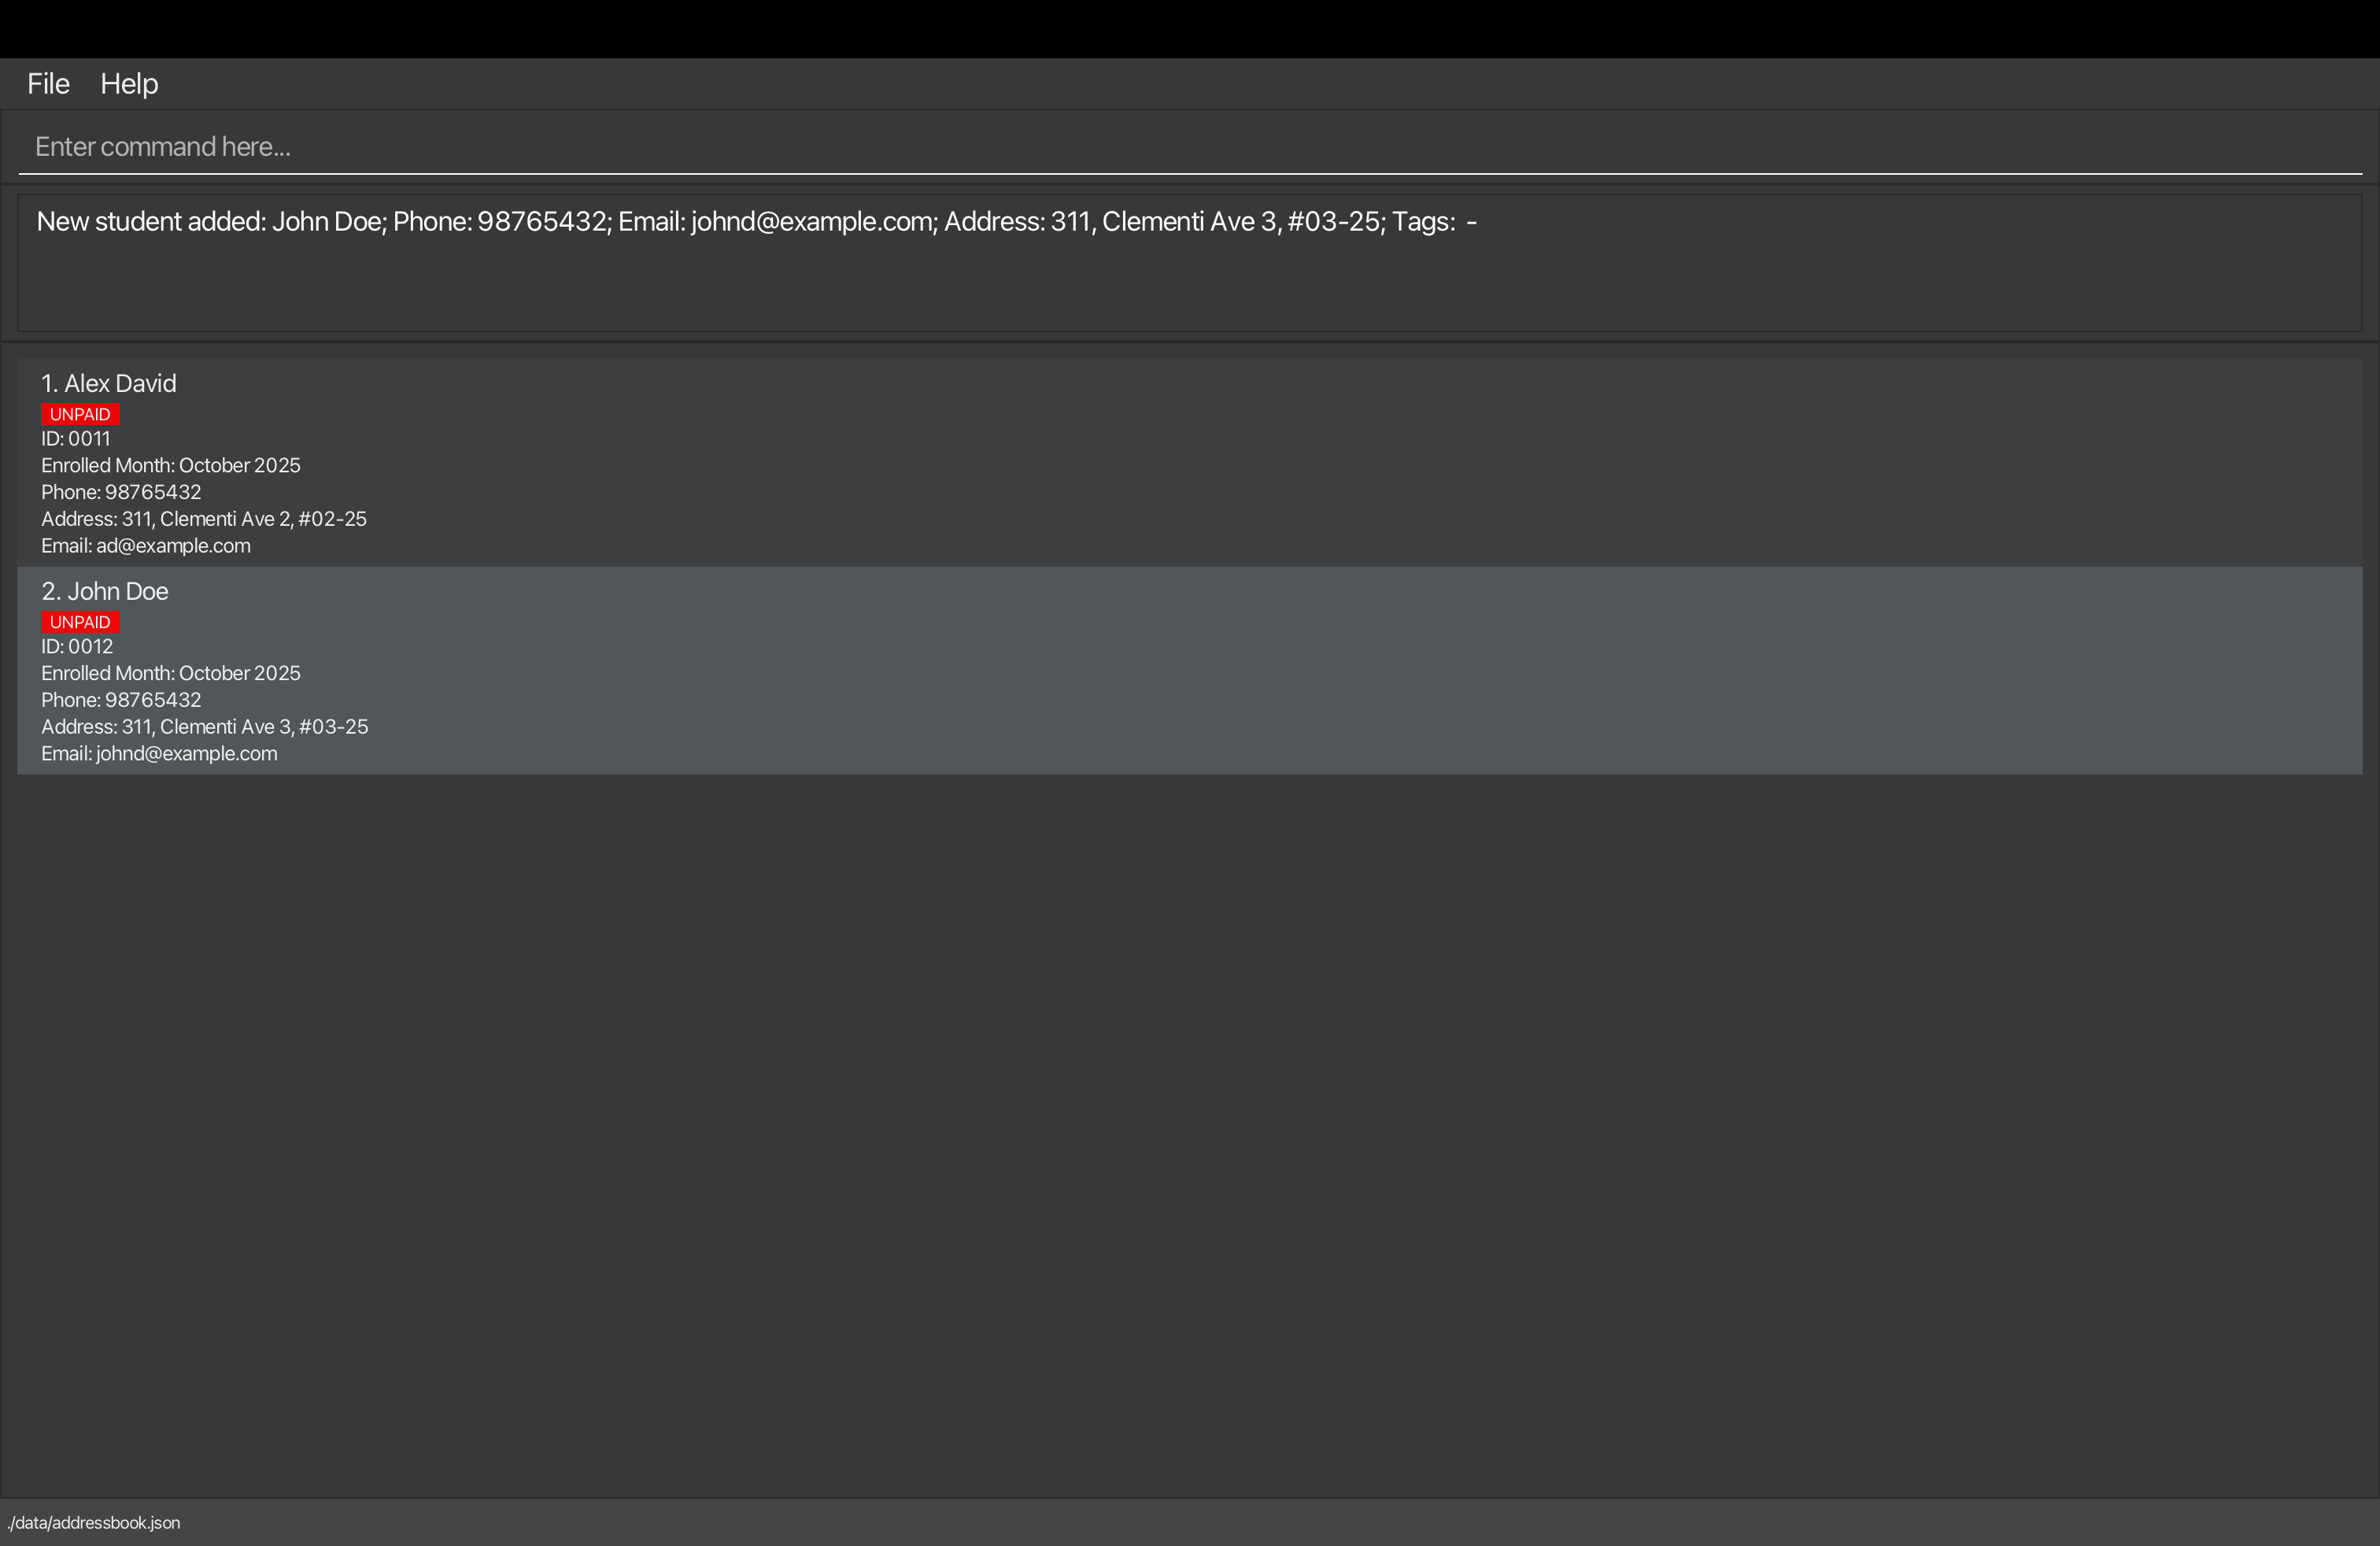 File Help
Enter command here...
New student added: John Doe; Phone: 98765432; Email: johnd@example.com; Address: 311, Clementi Ave 3, #03-25; Tags: -
1. Alex David
UNPAID
ID: 0011
Enrolled Month: October 2025
Phone: 98765432
Address: 311, Clementi Ave 2, #02-25
Email: ad@example.com
2. John Doe
UNPAID
ID: 0012
Enrolled Month: October 2025
Phone: 98765432
Address: 311, Clementi Ave 3, #03-25
Email: johnd@example.com
./data/addressbook.json